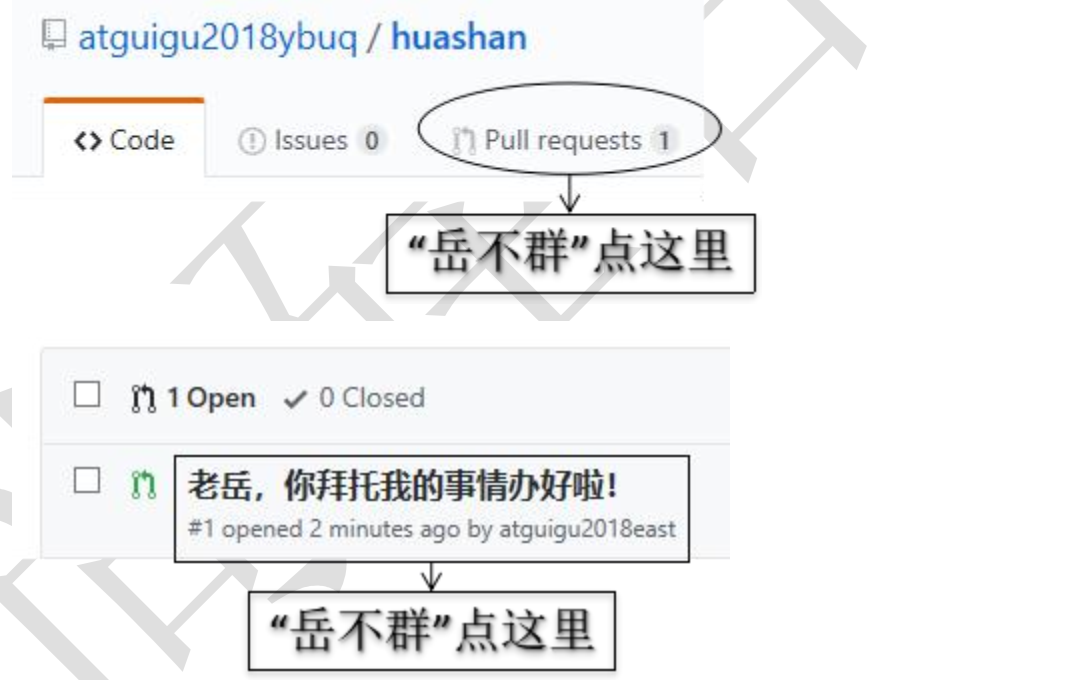 atguigu2018ybuq / huashan
Code Issues 0 Pull requests 1
“岳不群”点这里
1 Open 0 Closed
老岳，你拜托我的事情办好啦！
#1 opened 2 minutes ago by atguigu2018east
“岳不群”点这里